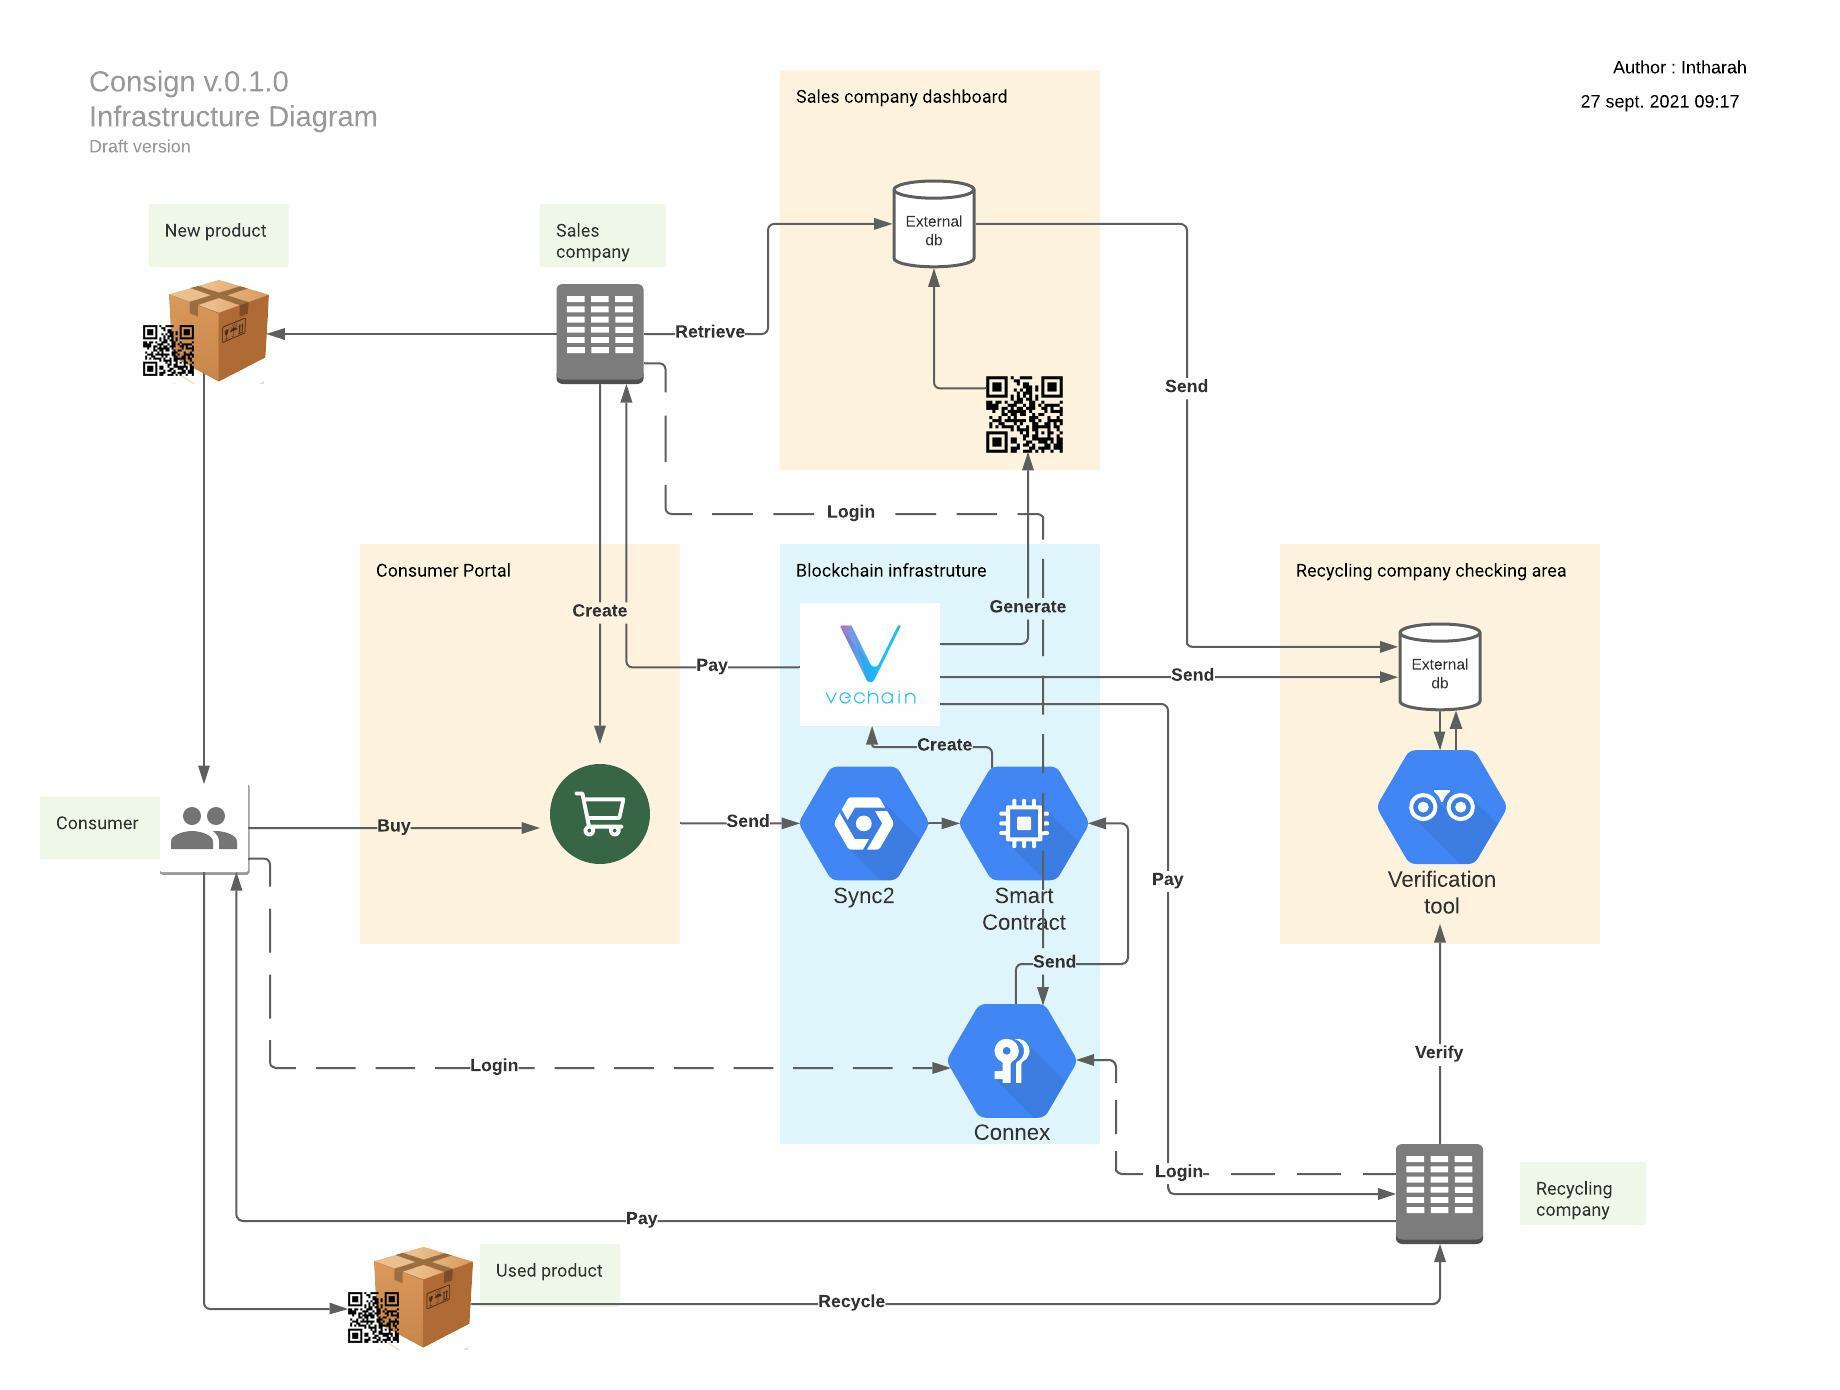 Consign v.0.1.0
Infrastructure Diagram
Draft version
Author : Intharah
27 sept. 2021 09:17
Sales company dashboard
New product
Sales
company
External
db
Retrieve
Send
Login
Consumer Portal
Blockchain infrastruture
Recycling company checking area
Create
Generate
Pay
vechain
Send
External
db
Create
Consumer
Buy
Send
Sync2
Smart
Contract
Pay
Verification
tool
Send
Login
Connex
Verify
Login
Recycling
company
Pay
Used product
Recycle